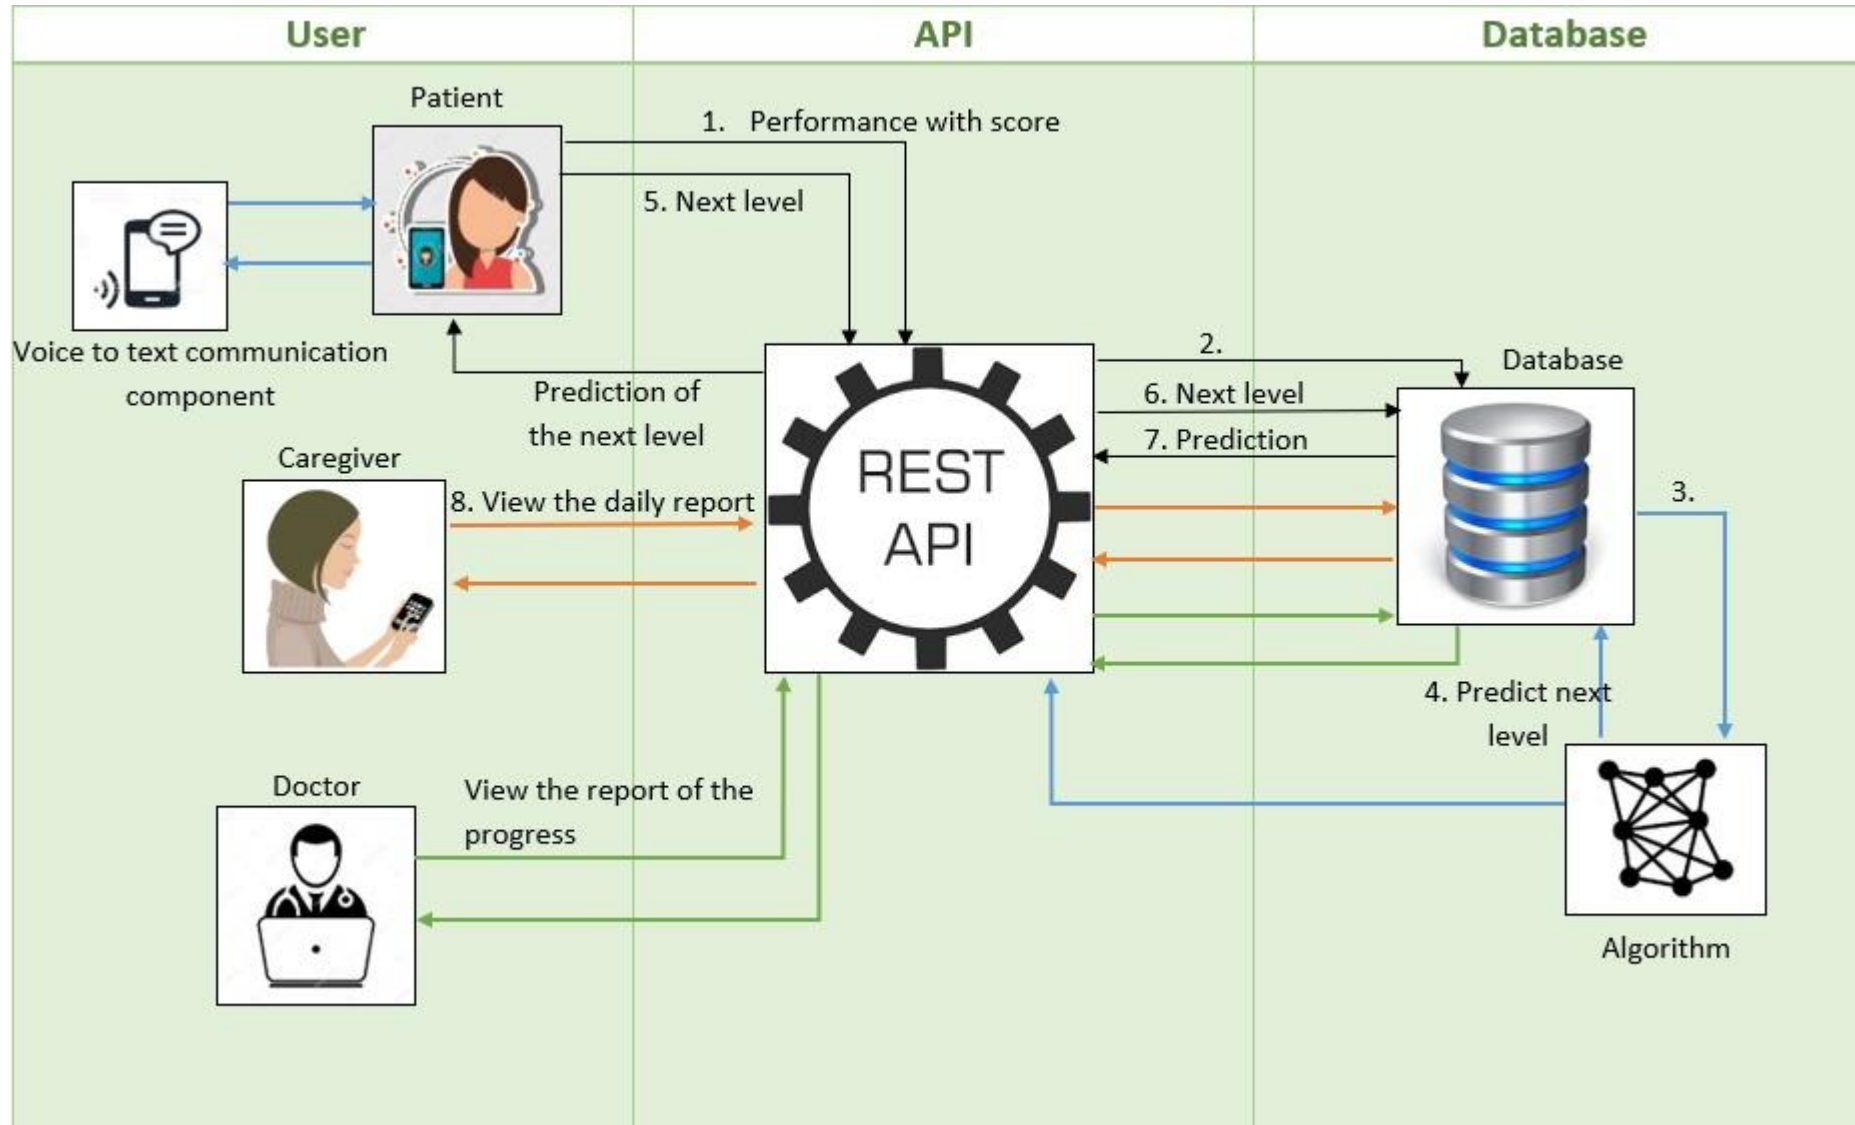 User
API
Database
Patient
1. Performance with score
5. Next level
Voice to text communication
component
Prediction of
the next level
2.
Database
6. Next level
7. Prediction
REST
API
Caregiver
8. View the daily report
3.
4. Predict next
level
Doctor
View the report of the
progress
Algorithm